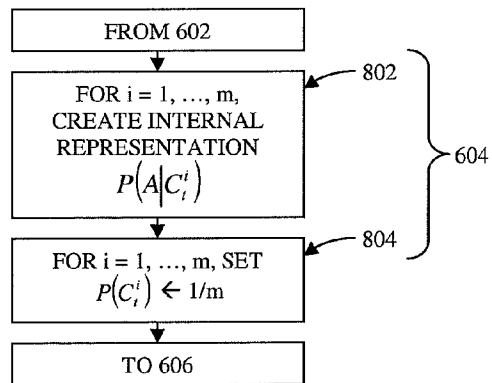 FROM 602
802
FOR i = 1, ..., m,
CREATE INTERNAL
REPRESENTATION
P(A|C_t^i)
604
804
FOR i = 1, ..., m, SET
P(C_t^i) ← 1/m
TO 606